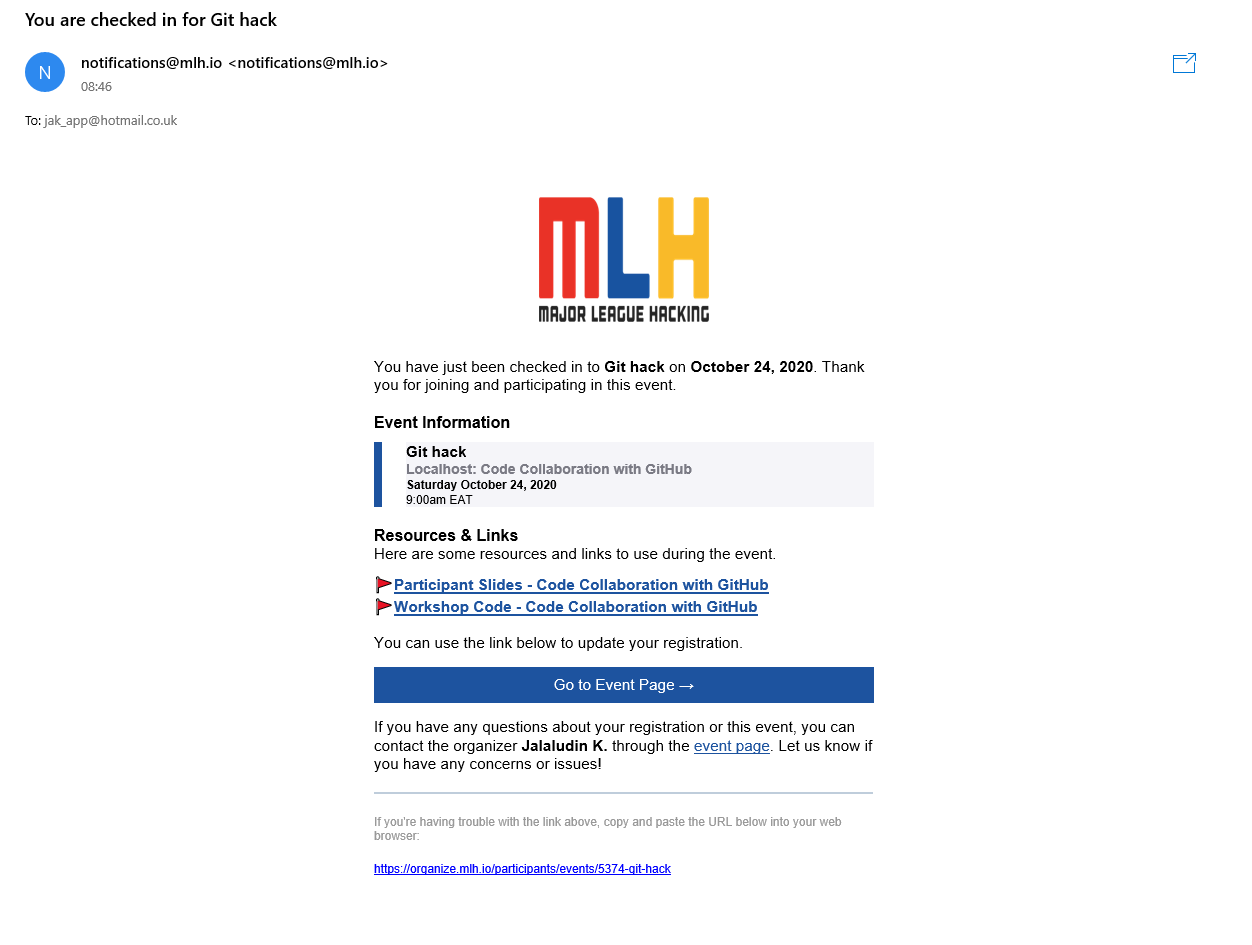 You are checked in for Git hack
N
notifications@mlh.io <notifications@mlh.io>
08:46
To: jak_app@hotmail.co.uk
MLH
MAJOR LEAGUE HACKING
You have just been checked in to Git hack on October 24, 2020. Thank
you for joining and participating in this event.
Event Information
Git hack
Localhost: Code Collaboration with GitHub
Saturday October 24, 2020
9:00am EAT
Resources & Links
Here are some resources and links to use during the event.
Participant Slides - Code Collaboration with GitHub
Workshop Code - Code Collaboration with GitHub
You can use the link below to update your registration.
Go to Event Page →
If you have any questions about your registration or this event, you can
contact the organizer Jalaludin K. through the event page. Let us know if
you have any concerns or issues!
If you're having trouble with the link above, copy and paste the URL below into your web
browser:
https://organize.mlh.io/participants/events/5374-git-hack